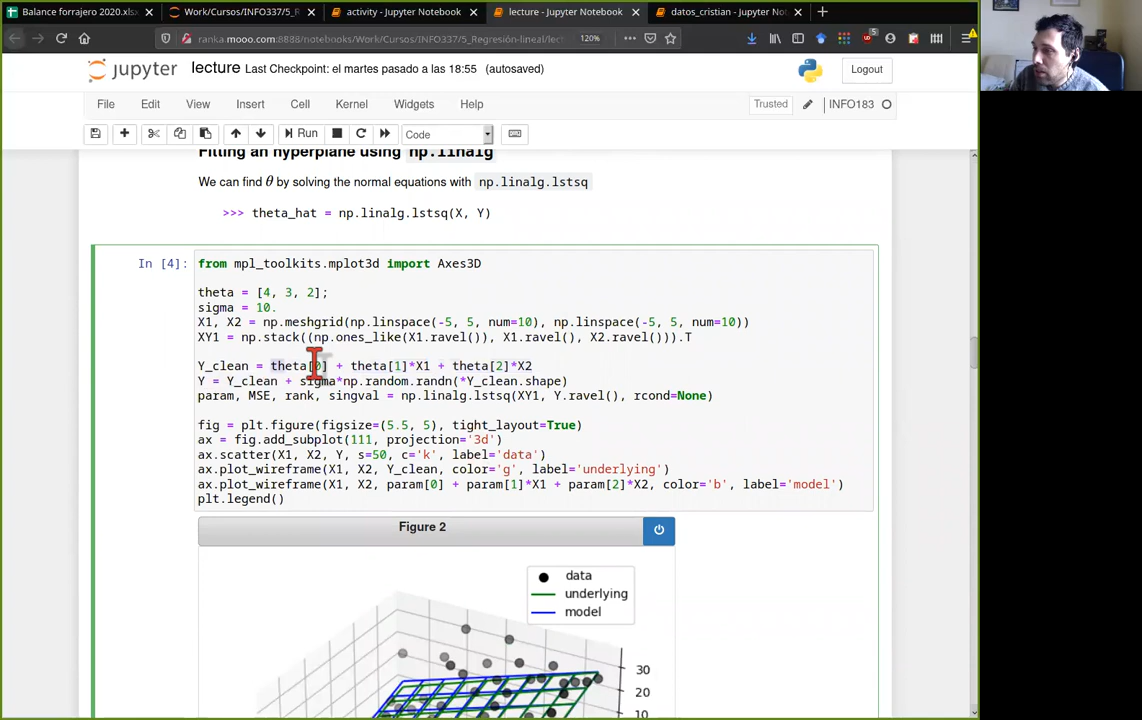 Balance forrajero 2020.xls
Work/Cursos/INFO337/5_R
activity - Jupyter Notebook
lecture - Jupyter Notebook
datos_cristian - Jupyter Not
ranka.mooo.com:8888/notebooks/Work/Cursos/INFO337/5_Regresión-lineal/lec
120%
5
jupyter lecture Last Checkpoint: el martes pasado a las 18:55 (autosaved)
Logout
File Edit View Insert Cell Kernel Widgets Help
Trusted
INFO183
Run
Code
Fitting an hyperplane using np.linalg
We can find θ by solving the normal equations with np.linalg.lstsq
>>> theta_hat = np.linalg.lstsq(X, Y)
In [4]:
from mpl_toolkits.mplot3d import Axes3D
theta = [4, 3, 2];
sigma = 10.
X1, X2 = np.meshgrid(np.linspace(-5, 5, num=10), np.linspace(-5, 5, num=10))
XY1 = np.stack((np.ones_like(X1.ravel()), X1.ravel(), X2.ravel())).T
Y_clean = theta[0] + theta[1]*X1 + theta[2]*X2
Y = Y_clean + sigma*np.random.randn(*Y_clean.shape)
param, MSE, rank, singval = np.linalg.lstsq(XY1, Y.ravel(), rcond=None)
fig = plt.figure(figsize=(5.5, 5), tight_layout=True)
ax = fig.add_subplot(111, projection='3d')
ax.scatter(X1, X2, Y, s=50, c='k', label='data')
ax.plot_wireframe(X1, X2, Y_clean, color='g', label='underlying')
ax.plot_wireframe(X1, X2, param[0] + param[1]*X1 + param[2]*X2, color='b', label='model')
plt.legend()
Figure 2
data
underlying
model
30
20
10